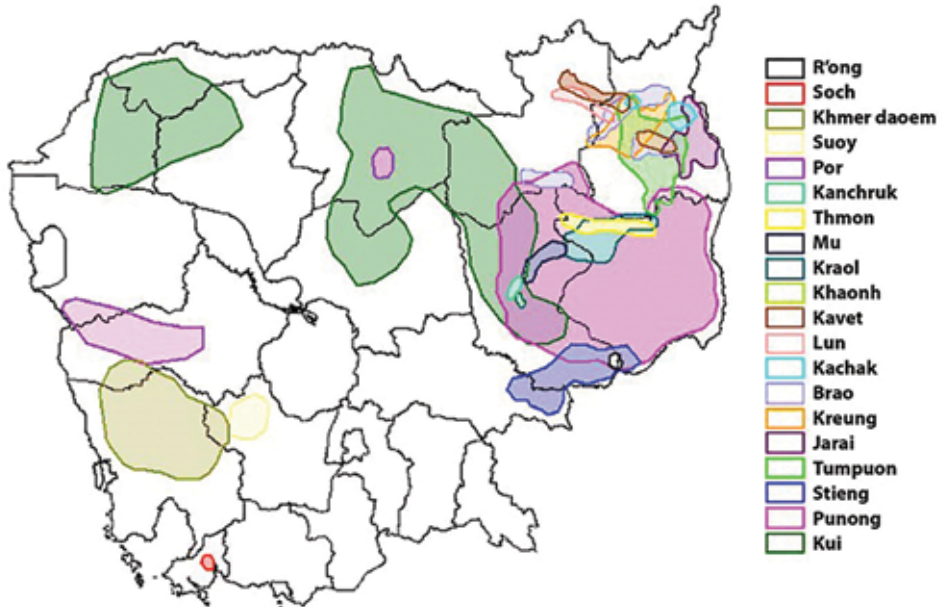 R'ong
Soch
Khmer daoem
Suoy
Por
Kanchruk
Thmon
Mu
Kraol
Khaonh
Kavet
Lun
Kachak
Brao
Kreung
Jarai
Tumpuon
Stieng
Punong
Kui